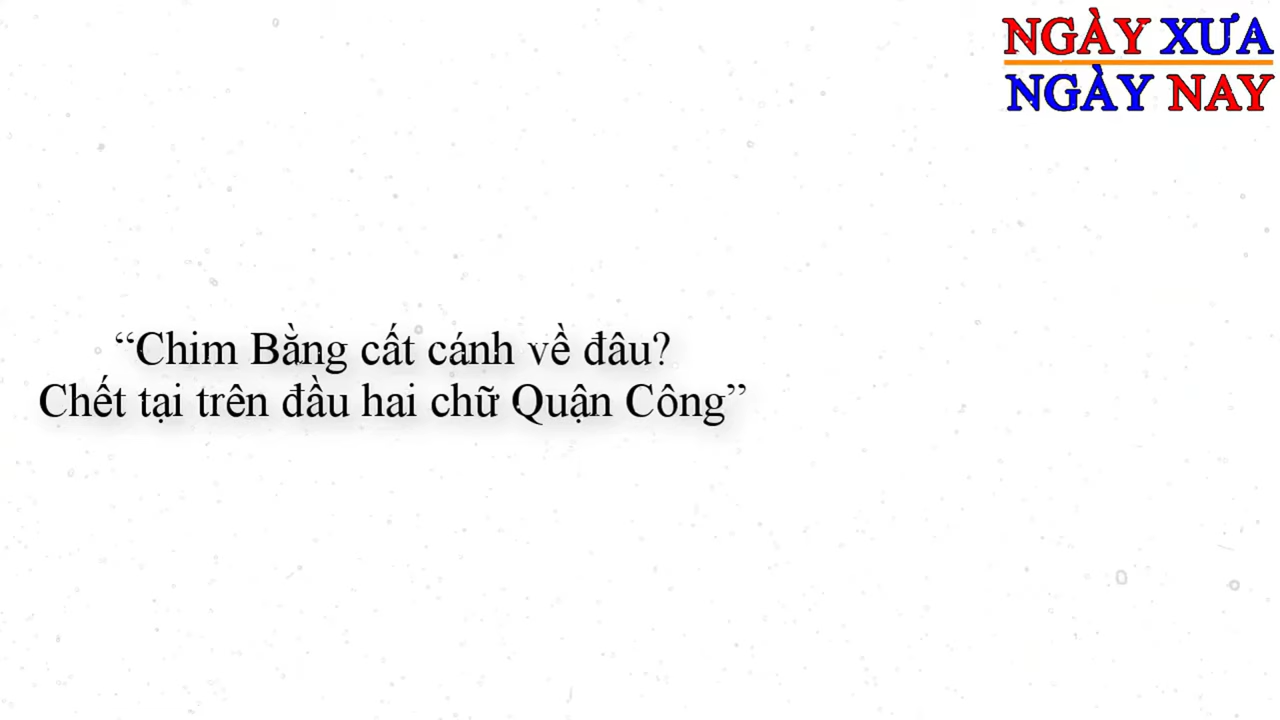 NGÀY XƯA
NGÀY NAY
“Chim Bằng cất cánh về đâu?
Chết tại trên đầu hai chữ Quận Công”